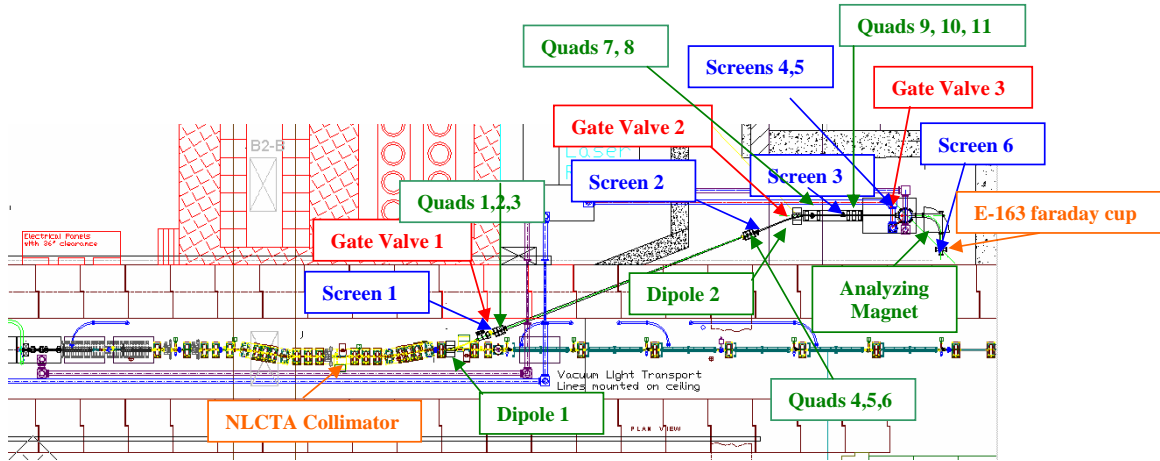 Quads 9, 10, 11
Quads 7, 8
Screens 4,5
Gate Valve 3
Gate Valve 2
Screen 6
B2-B
Laser
Screen 2
Screen 3
Quads 1,2,3
E-163 faraday cup
Electrical Panels
with 36" clearance
Gate Valve 1
Screen 1
Dipole 2
Analyzing
Magnet
Vacuum Light Transport
Lines mounted on ceiling
NLCTA Collimator
Dipole 1
Quads 4,5,6
PLAN VIEW